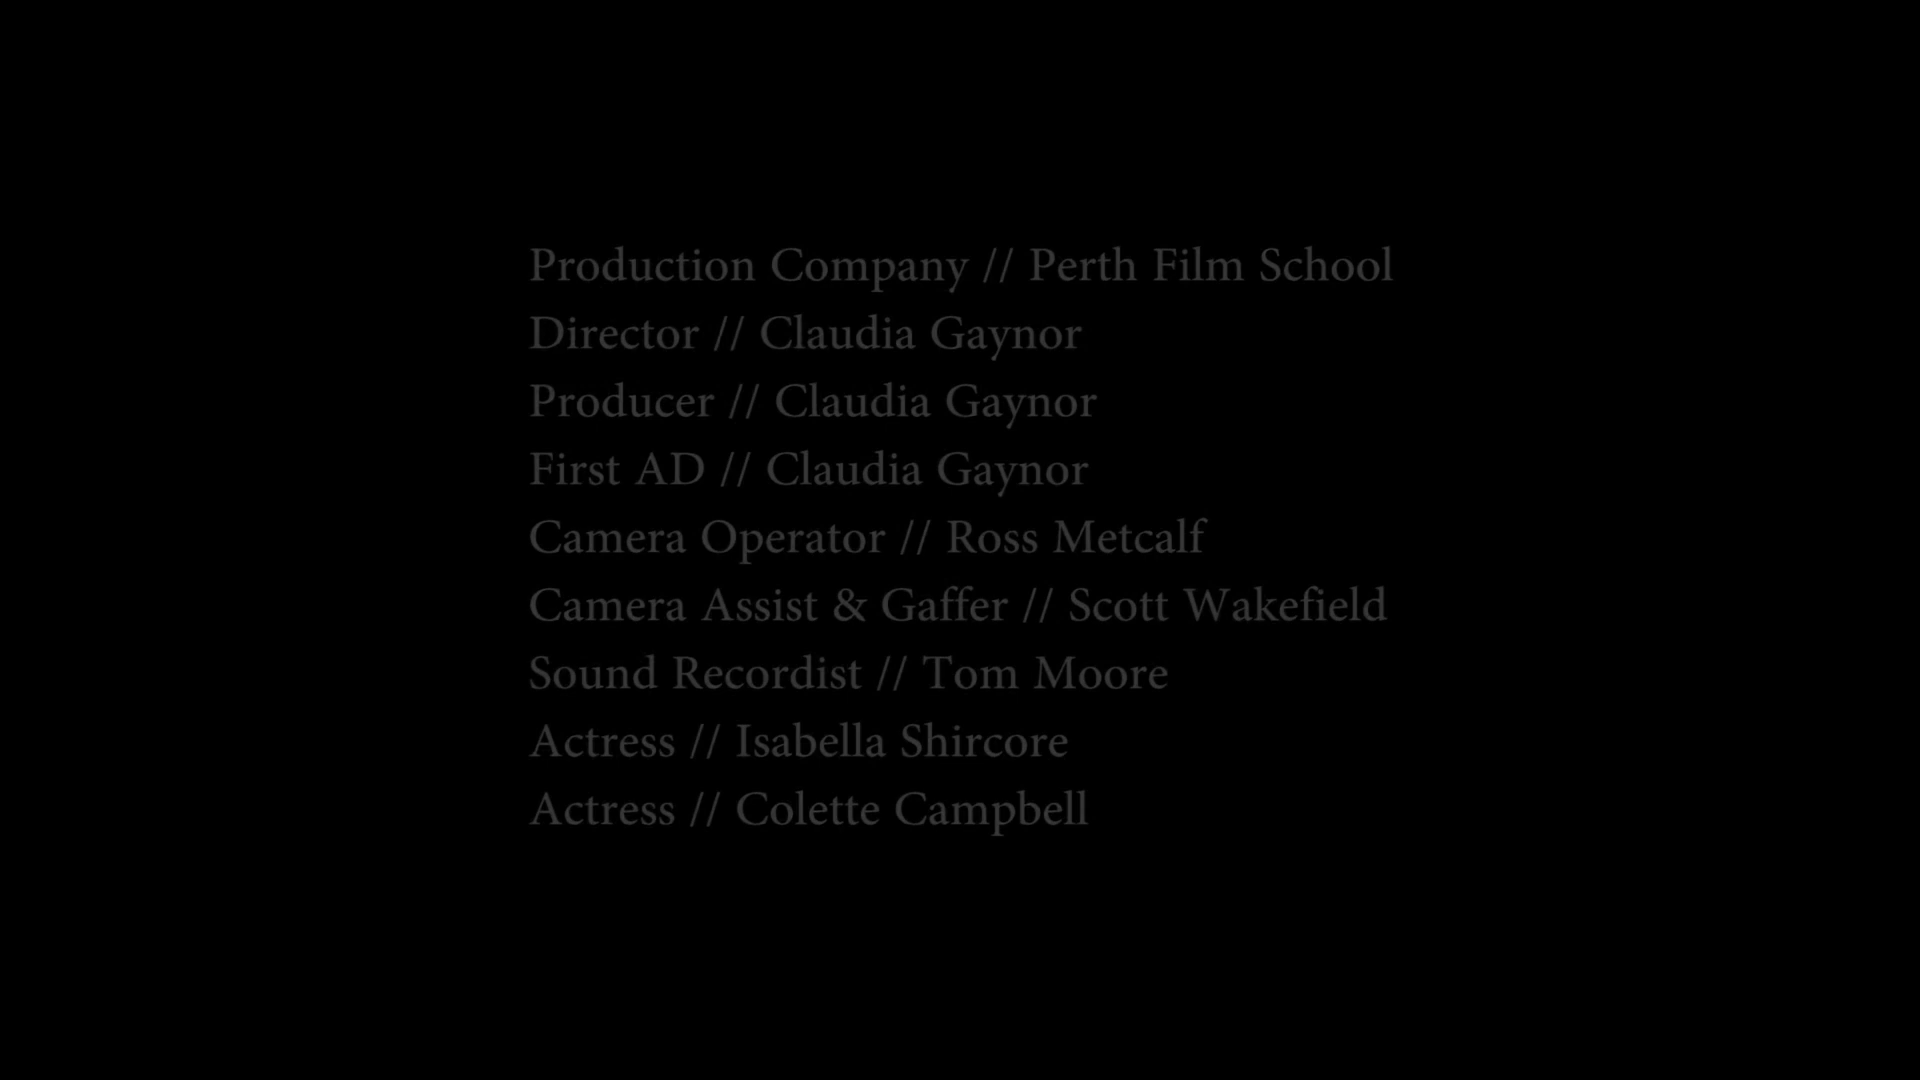 Production Company // Perth Film School
Director // Claudia Gaynor
Producer // Claudia Gaynor
First AD // Claudia Gaynor
Camera Operator // Ross Metcalf
Camera Assist & Gaffer // Scott Wakefield
Sound Recordist // Tom Moore
Actress // Isabella Shircore
Actress // Colette Campbell